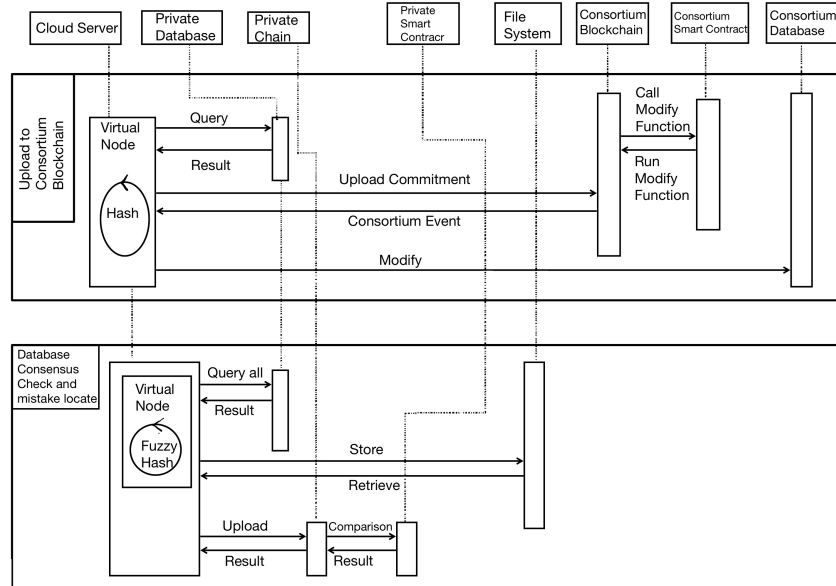 Cloud Server
Private
Database
Private
Chain
Private
Smart
Contracr
File
System
Consortium
Blockchain
Consortium
Smart Contract
Consortium
Database
Upload to
Consortium
Blockchain
Virtual
Node
Hash
Query
Result
Upload Commitment
Consortium Event
Call
Modify
Function
Run
Modify
Function
Modify
Database
Consensus
Check and
mistake locate
Virtual
Node
Fuzzy
Hash
Query all
Result
Store
Retrieve
Upload
Result
Comparison
Result